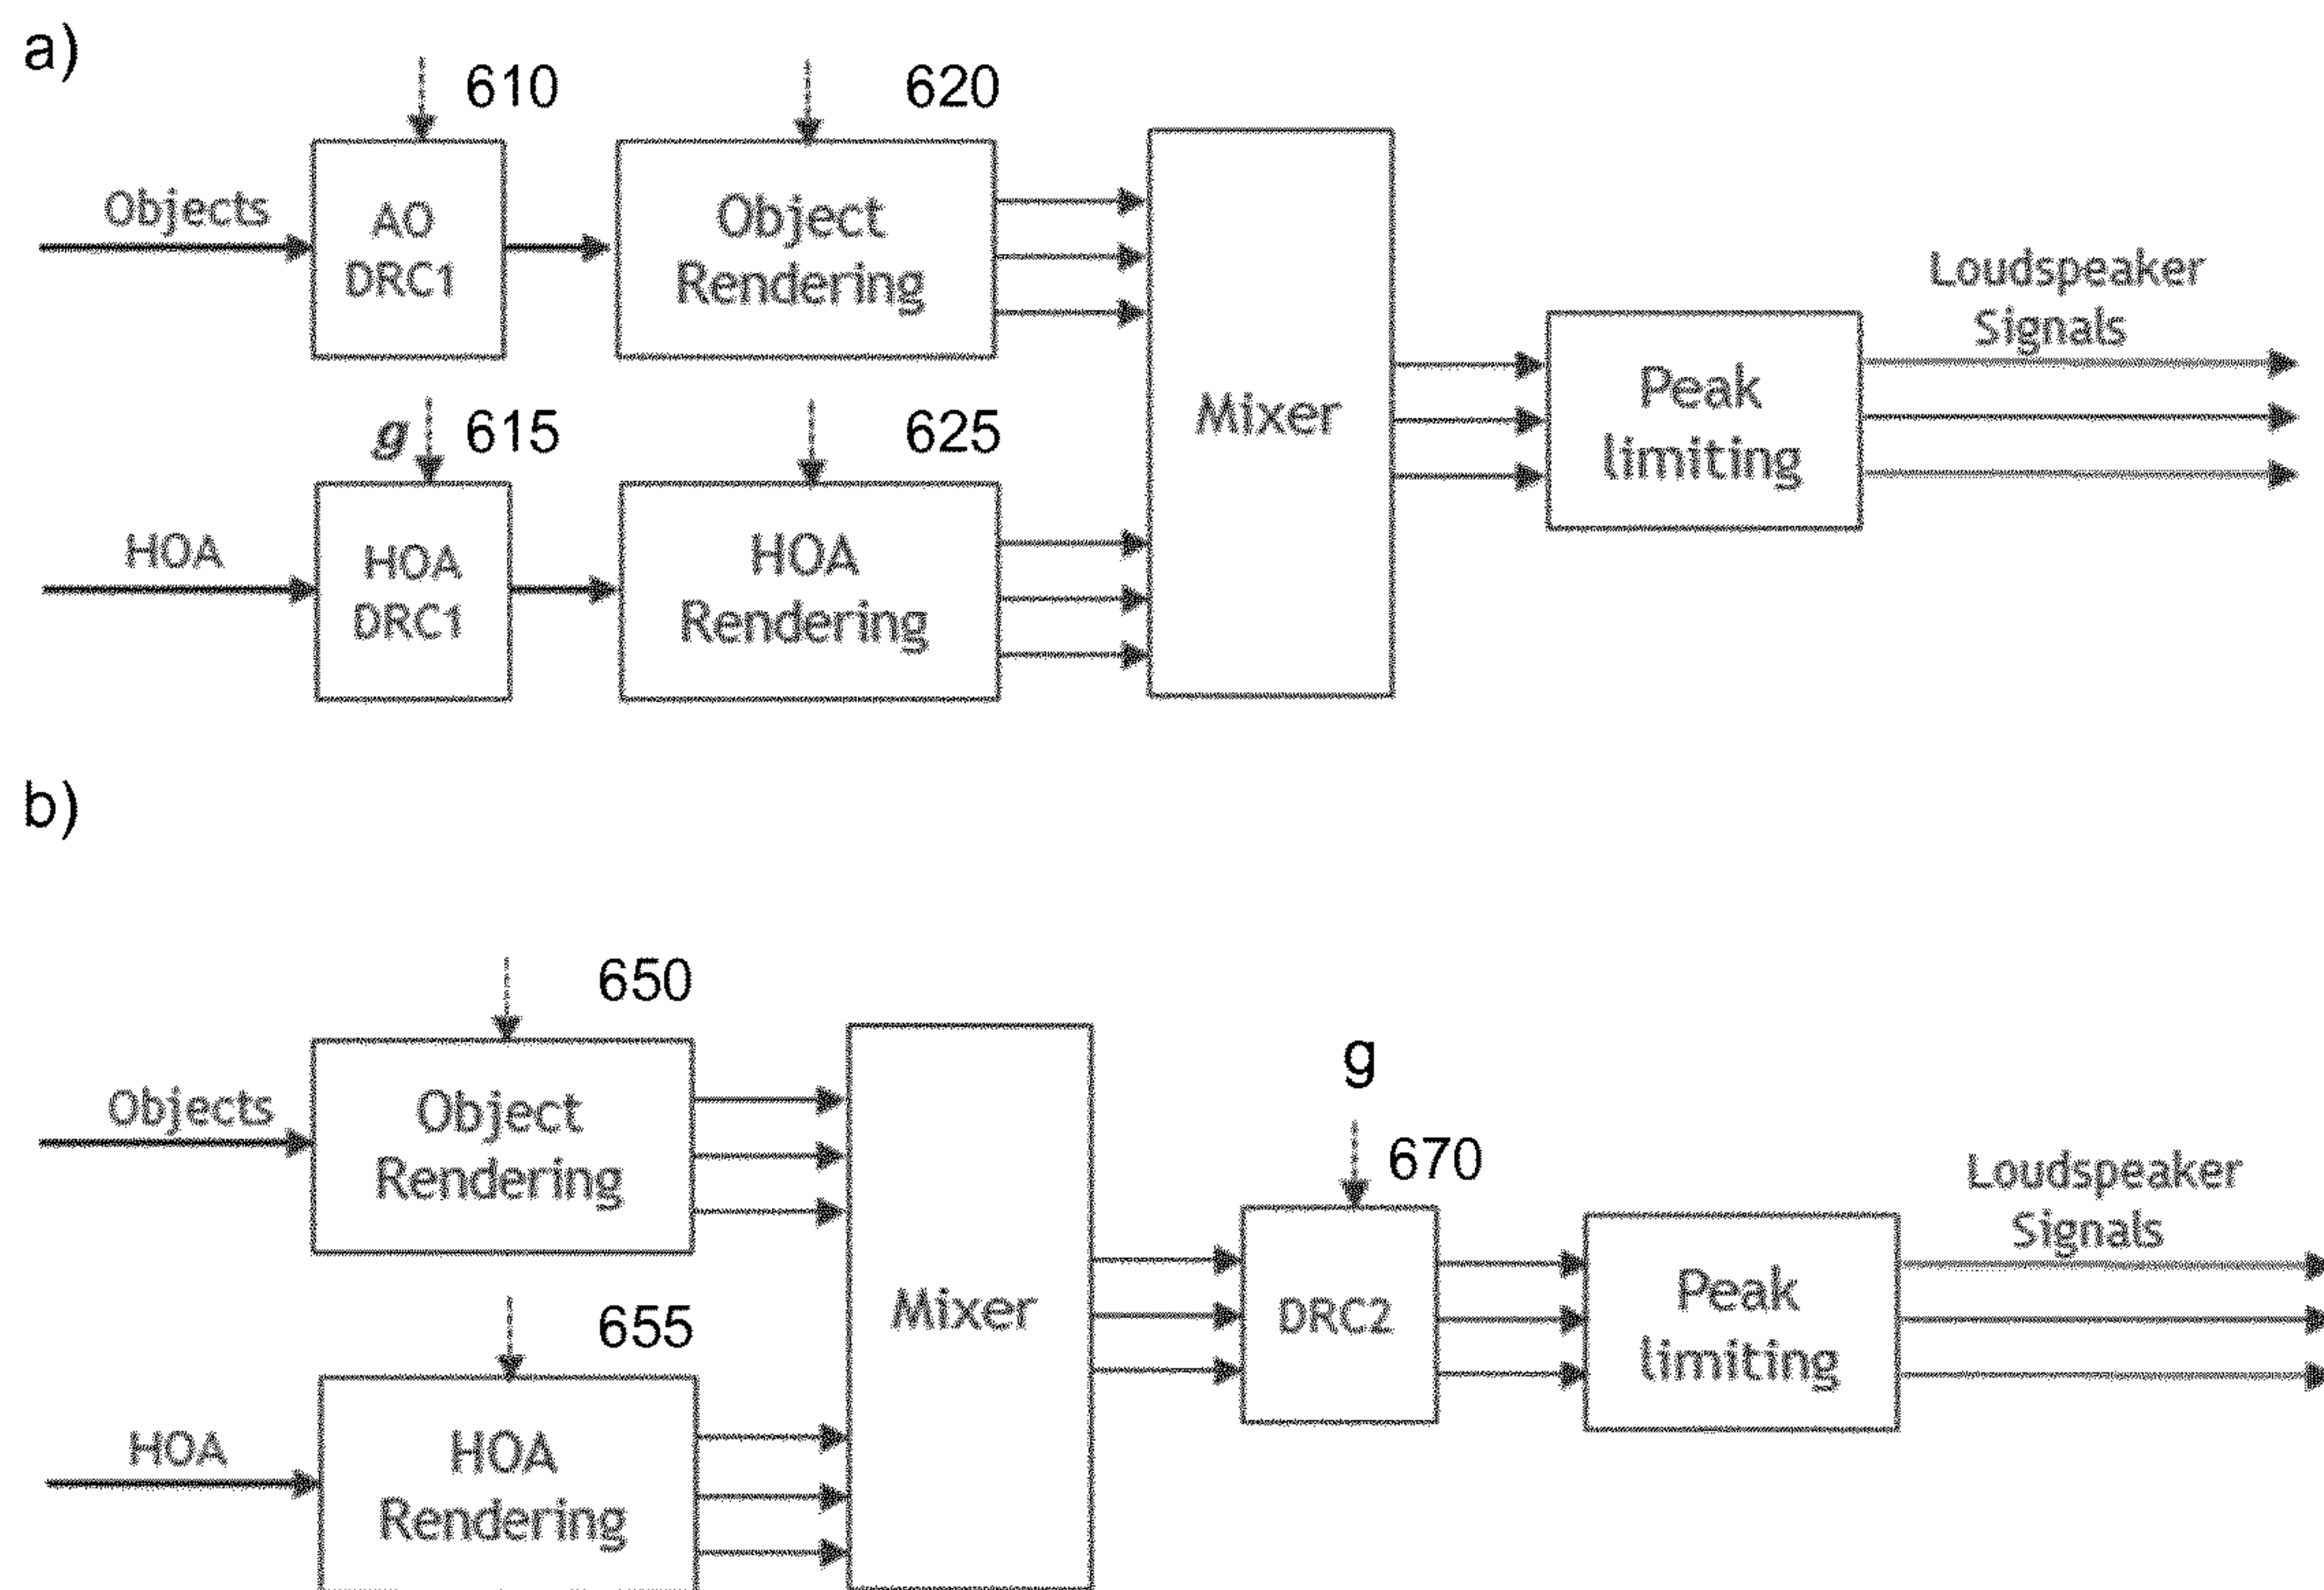 a)
610
620
Objects
AO
DRC1
Object
Rendering
Mixer
Loudspeaker
Signals
Peak
limiting
g
615
625
HOA
HOA
DRC1
HOA
Rendering
b)
650
Objects
Object
Rendering
655
HOA
HOA
Rendering
Mixer
g
670
DRC2
Peak
limiting
Loudspeaker
Signals